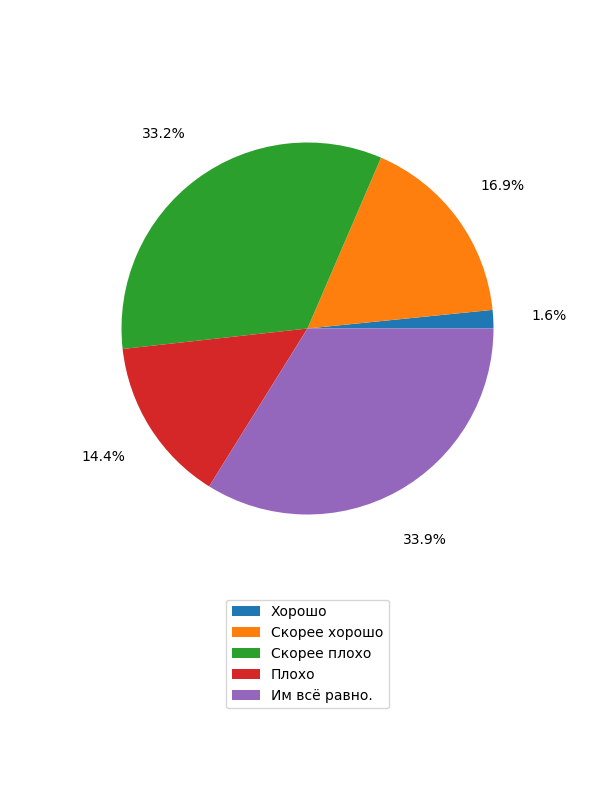 33.2%
16.9%
1.6%
14.4%
33.9%
Хорошо
Скорее хорошо
Скорее плохо
Плохо
Им всё равно.